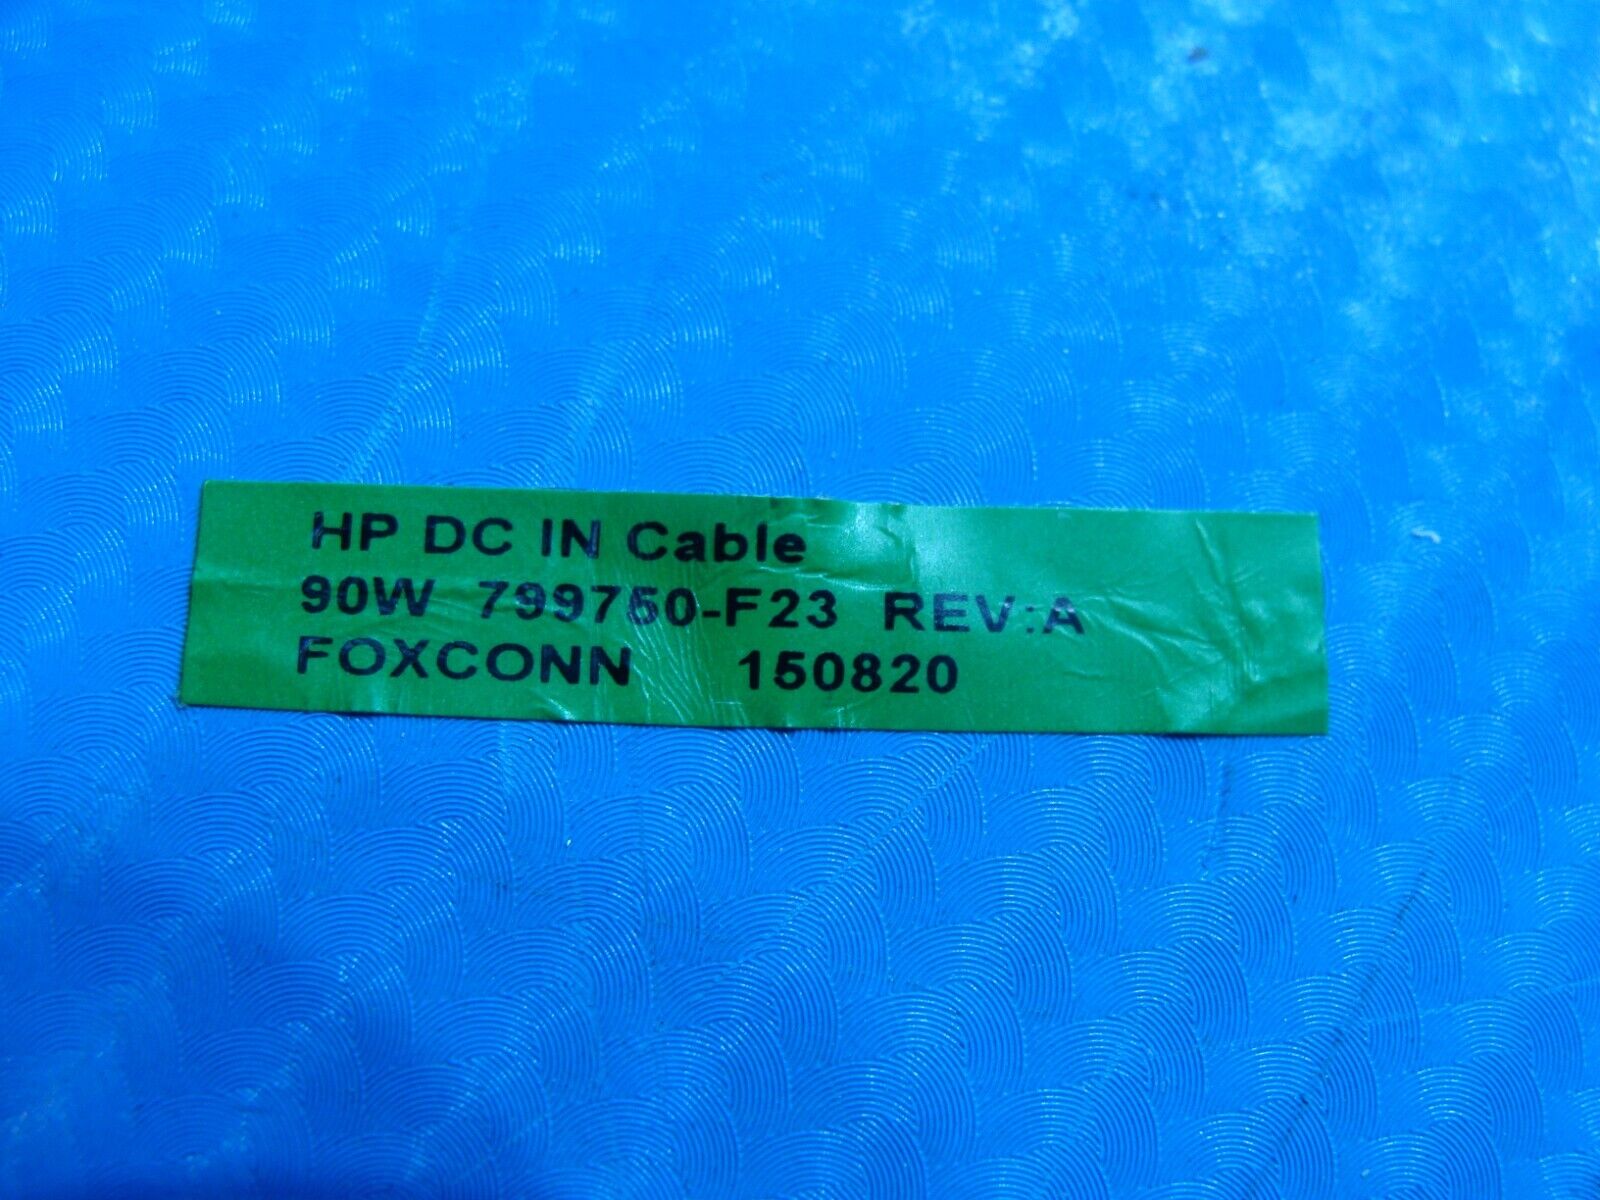 HP DC IN Cable
90W 799750-F23 REV:A
FOXCONN 150820